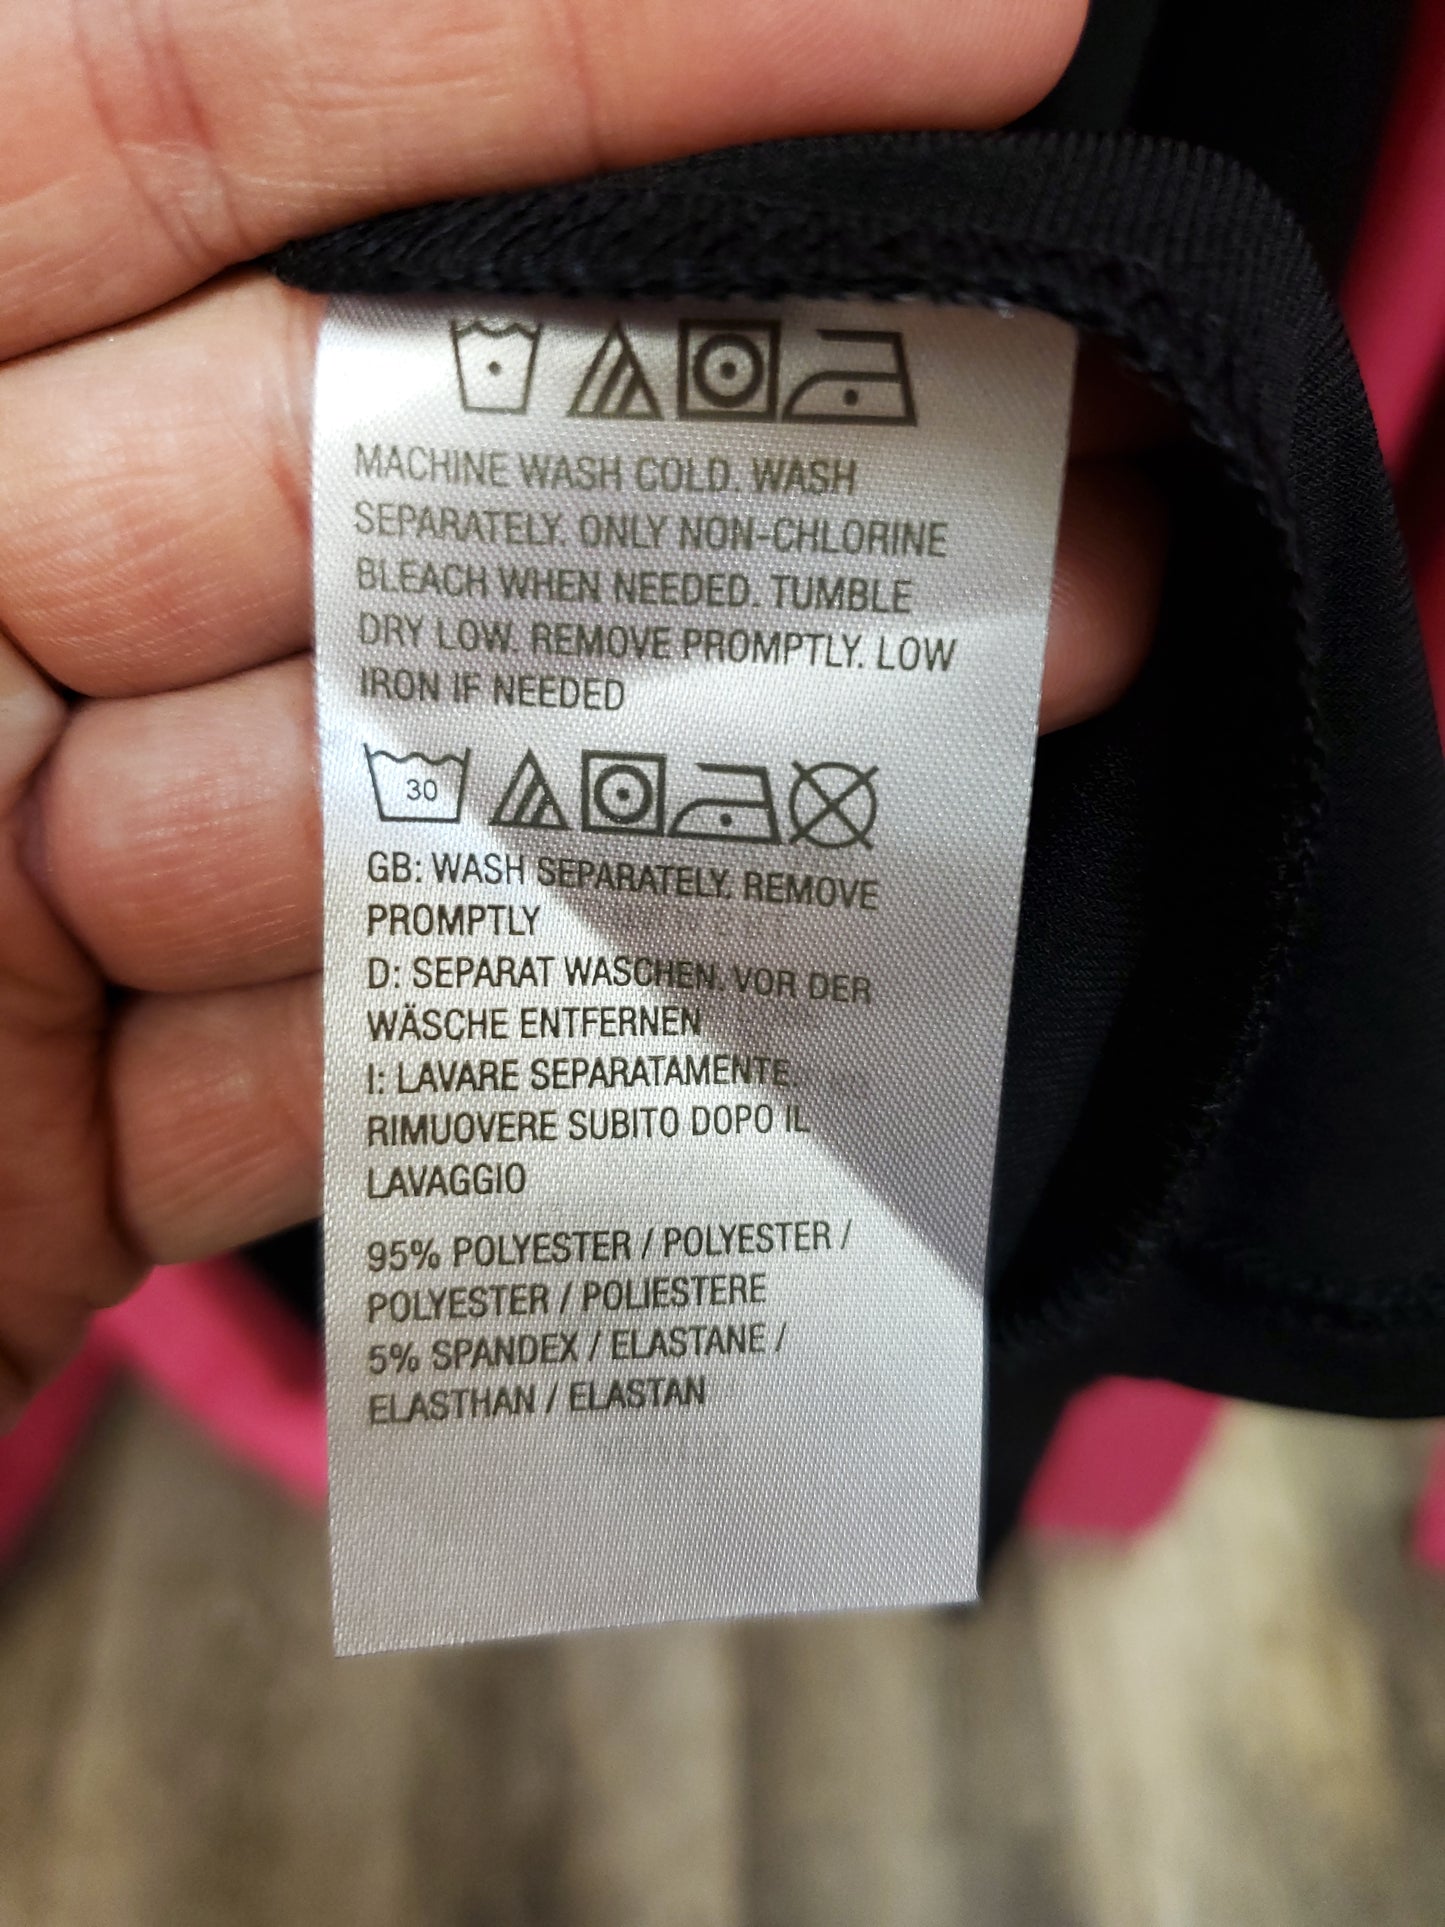 MACHINE WASH COLD. WASH
SEPARATELY. ONLY NON-CHLORINE
BLEACH WHEN NEEDED. TUMBLE
DRY LOW. REMOVE PROMPTLY. LOW
IRON IF NEEDED
30
GB: WASH SEPARATELY. REMOVE
PROMPTLY
D: SEPARAT WASCHEN. VOR DER
WÄSCHE ENTFERNEN
I: LAVARE SEPARATAMENTE.
RIMUOVERE SUBITO DOPO IL
LAVAGGIO
95% POLYESTER / POLYESTER /
POLYESTER / POLIESTERE
5% SPANDEX / ELASTANE /
ELASTHAN / ELASTAN